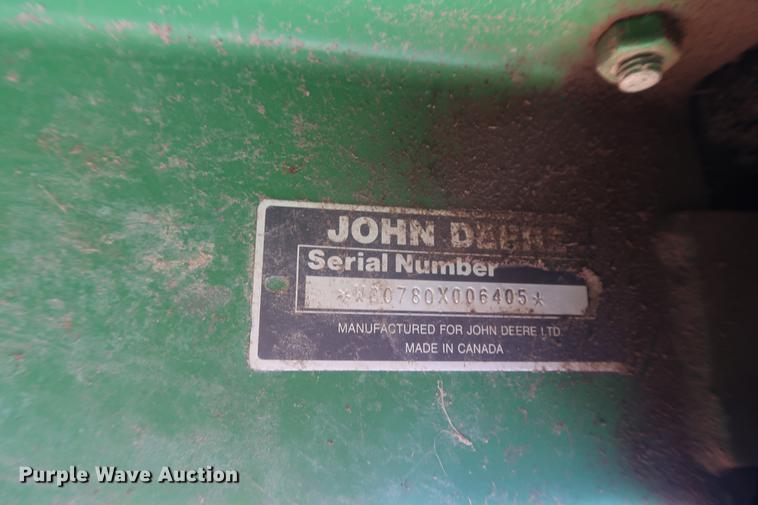 JOHN DEERE
Serial Number
*W00780X006405*
MANUFACTURED FOR JOHN DEERE LTD.
MADE IN CANADA
Purple Wave Auction